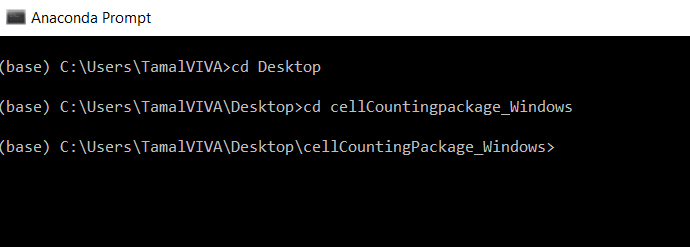 Anaconda Prompt
(base) C:\Users\TamalVIVA>cd Desktop
(base) C:\Users\TamalVIVA\Desktop>cd cellCountingpackage_Windows
(base) C:\Users\TamalVIVA\Desktop\cellCountingPackage_Windows>